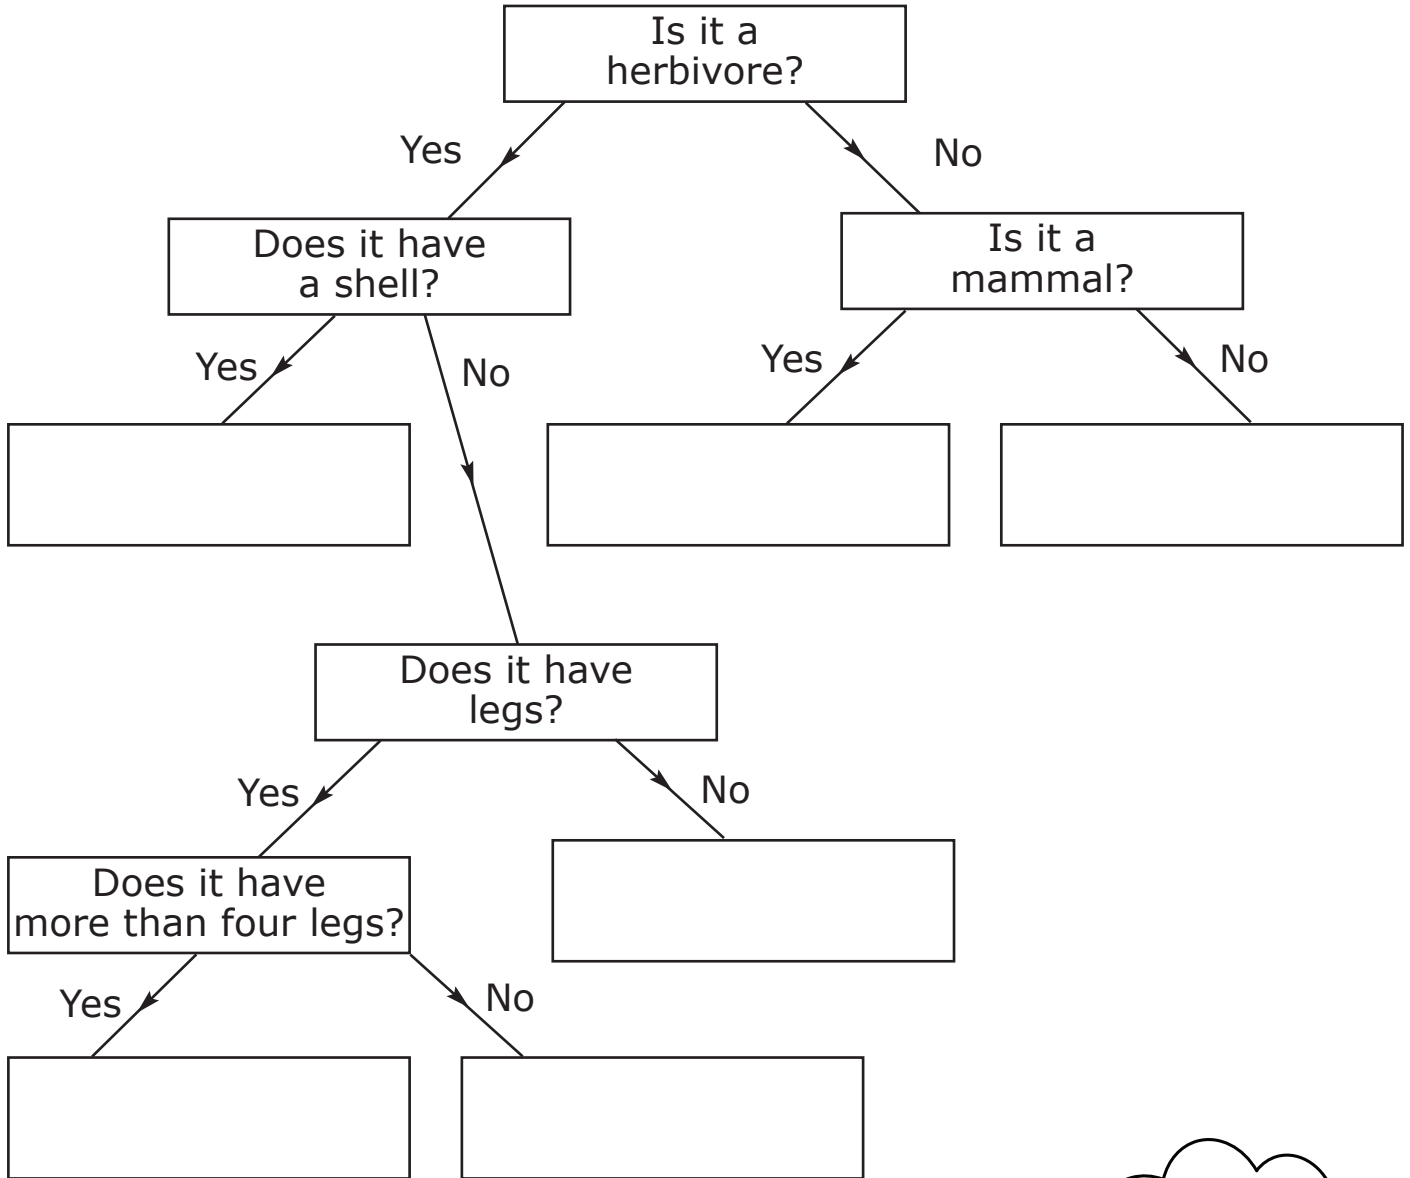 Is it a
herbivore?
Yes
No
Does it have
a shell?
Is it a
mammal?
Yes
No
Yes
No
Does it have
legs?
Yes
No
Does it have
more than four legs?
Yes
No